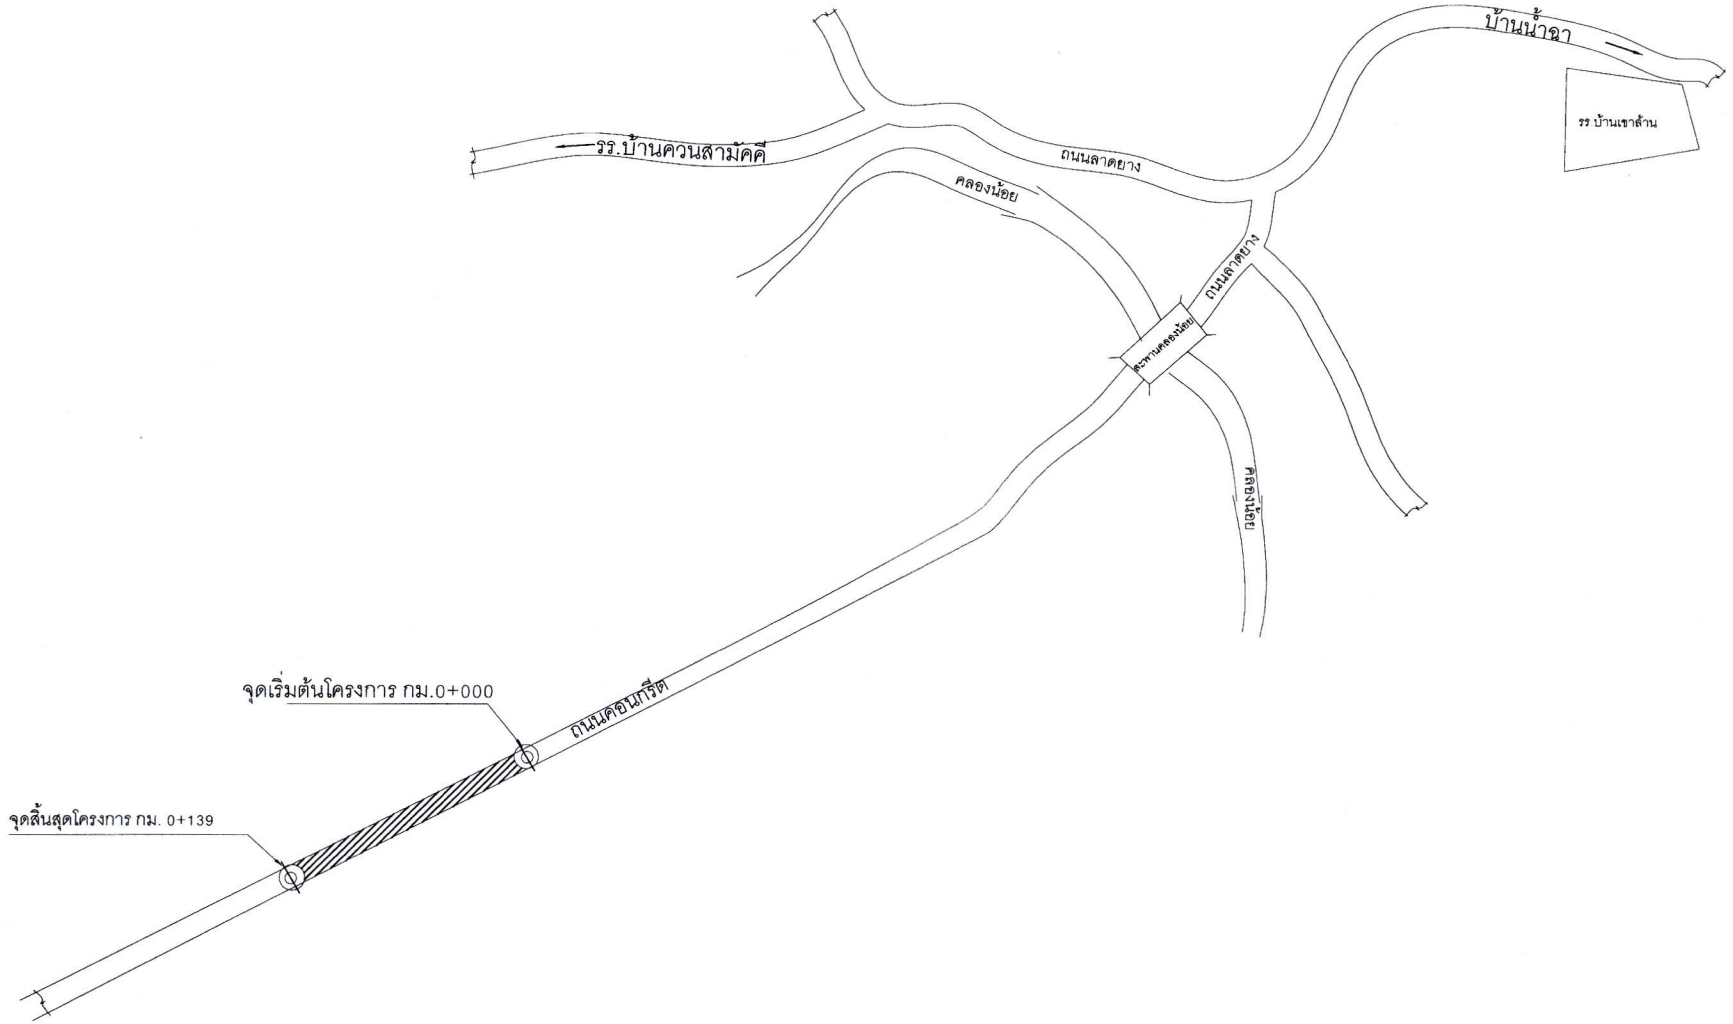 บ้านน้ำฉา
รร.บ้านเขาล้าน
รร.บ้านควนสามัคคี
ถนนลาดยาง
คลองน้อย
ถนนลาดยาง
สะพานคลองน้อย
คลองน้อย
จุดเริ่มต้นโครงการ กม.0+000
ถนนคอนกรีต
จุดสิ้นสุดโครงการ กม. 0+139